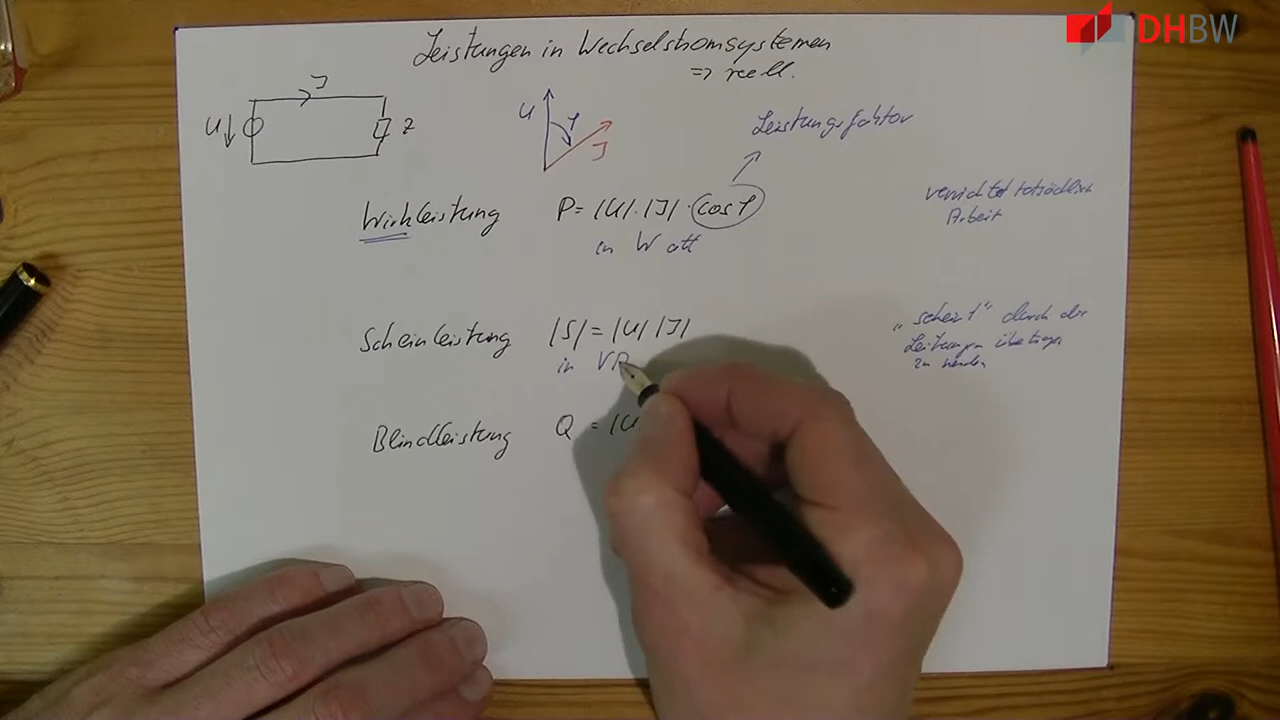 DHBW
Leistungen in Wechselstromsystemen
=> reell.
J
U
Z
U
φ
J
Leistungsfaktor
Wirkleistung P = |U| · |J| · cos φ
in Watt
verrichtet tatsächlich
Arbeit
Scheinleistung |S| = |U| |J|
in VA
„scheint" durch die
Leitungen übertragen
zu werden
Blindleistung Q = |U